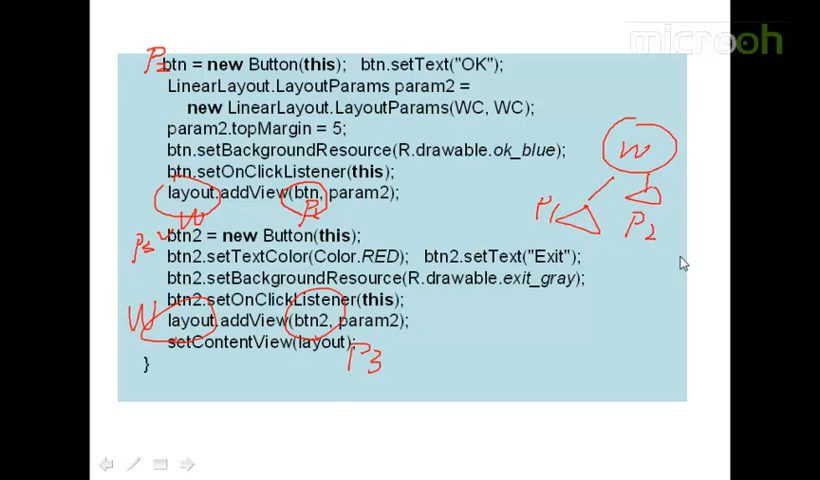 microoh
P2
btn = new Button(this); btn.setText("OK");
LinearLayout.LayoutParams param2 =
new LinearLayout.LayoutParams(WC, WC);
param2.topMargin = 5;
btn.setBackgroundResource(R.drawable.ok_blue);
btn.setOnClickListener(this);
layout.addView(btn, param2);
W
W
P1
P2
btn2 = new Button(this);
btn2.setTextColor(Color.RED); btn2.setText("Exit");
btn2.setBackgroundResource(R.drawable.exit_gray);
btn2.setOnClickListener(this);
W
layout.addView(btn2, param2);
setContentView(layout);
P3
}